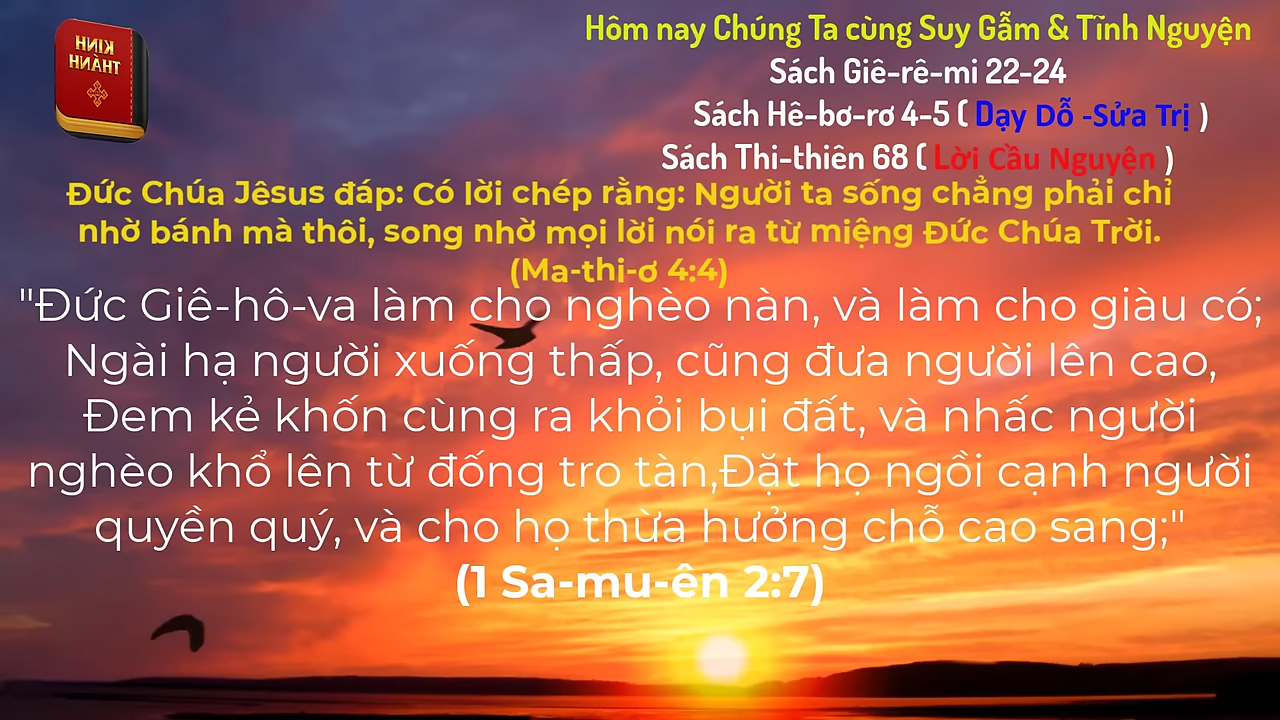 KINH
THÁNH
Hôm nay Chúng Ta cùng Suy Gẫm & Tĩnh Nguyện
Sách Giê-rê-mi 22-24
Sách Hê-bơ-rơ 4-5 ( Dạy Dỗ -Sửa Trị )
Sách Thi-thiên 68 ( Lời Cầu Nguyện )
Đức Chúa Jêsus đáp: Có lời chép rằng: Người ta sống chẳng phải chỉ
nhờ bánh mà thôi, song nhờ mọi lời nói ra từ miệng Đức Chúa Trời.
(Ma-thi-ơ 4:4)
"Đức Giê-hô-va làm cho nghèo nàn, và làm cho giàu có;
Ngài hạ người xuống thấp, cũng đưa người lên cao,
Đem kẻ khốn cùng ra khỏi bụi đất, và nhấc người
nghèo khổ lên từ đống tro tàn,Đặt họ ngồi cạnh người
quyền quý, và cho họ thừa hưởng chỗ cao sang;"
(1 Sa-mu-ên 2:7)